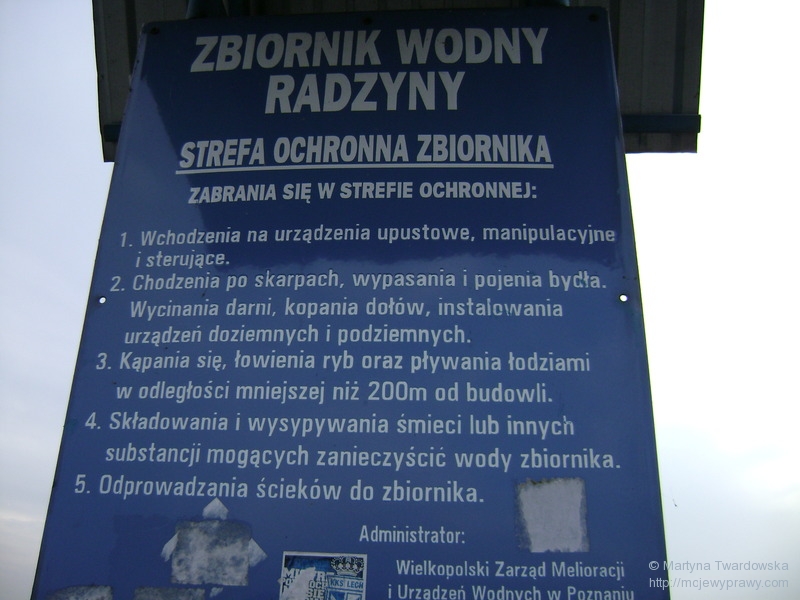 ZBIORNIK WODNY
RADZYNY
STREFA OCHRONNA ZBIORNIKA
ZABRANIA SIĘ W STREFIE OCHRONNEJ:
1. Wchodzenia na urządzenia upustowe, manipulacyjne
i sterujące.
2. Chodzenia po skarpach, wypasania i pojenia bydła.
Wycinania darni, kopania dołów, instalowania
urządzeń doziemnych i podziemnych.
3. Kąpania się, łowienia ryb oraz pływania łodziami
w odległości mniejszej niż 200m od budowli.
4. Składowania i wysypywania śmieci lub innych
substancji mogących zanieczyścić wody zbiornika.
5. Odprowadzania ścieków do zbiornika.
Administrator:
Wielkopolski Zarząd Melioracji
i Urządzeń Wodnych w Poznaniu
KKS LECH
© Martyna Twardowska
http://mcjewyprawy.com/